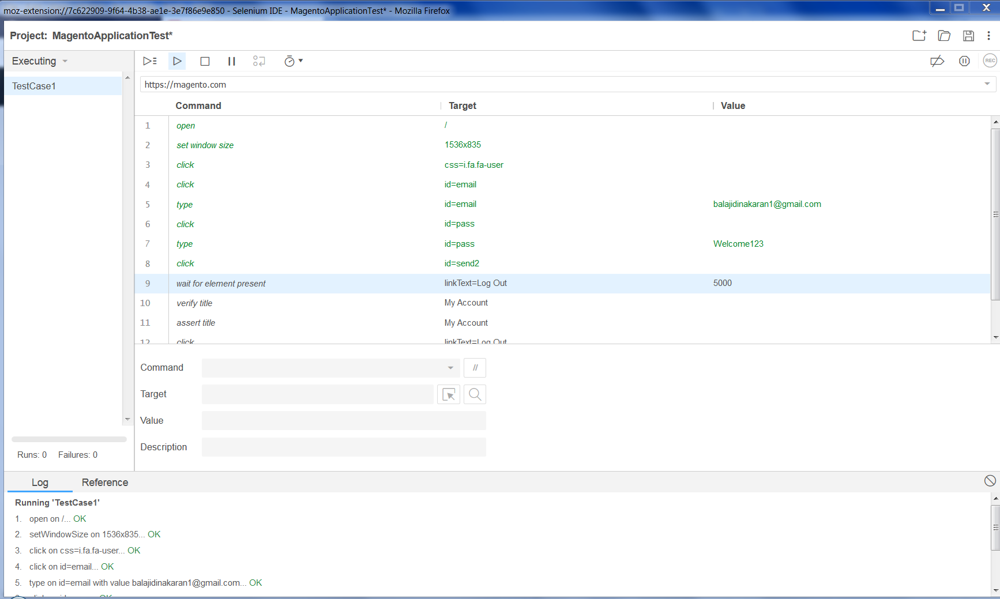 moz-extension://7c622909-9f64-4b38-ae1e-3e7f86e9e850 - Selenium IDE - MagentoApplicationTest* - Mozilla Firefox
Project: MagentoApplicationTest*
Executing
REC
TestCase1
https://magento.com
Command Target Value
1 open /
2 set window size 1536x835
3 click css=i.fa.fa-user
4 click id=email
5 type id=email balajidinakaran1@gmail.com
6 click id=pass
7 type id=pass Welcome123
8 click id=send2
9 wait for element present linkText=Log Out 5000
10 verify title My Account
11 assert title My Account
12 click linkText=Log Out
Command //
Target
Value
Description
Runs: 0 Failures: 0
Log Reference
Running 'TestCase1'
1. open on /... OK
2. setWindowSize on 1536x835... OK
3. click on css=i.fa.fa-user... OK
4. click on id=email... OK
5. type on id=email with value balajidinakaran1@gmail.com... OK